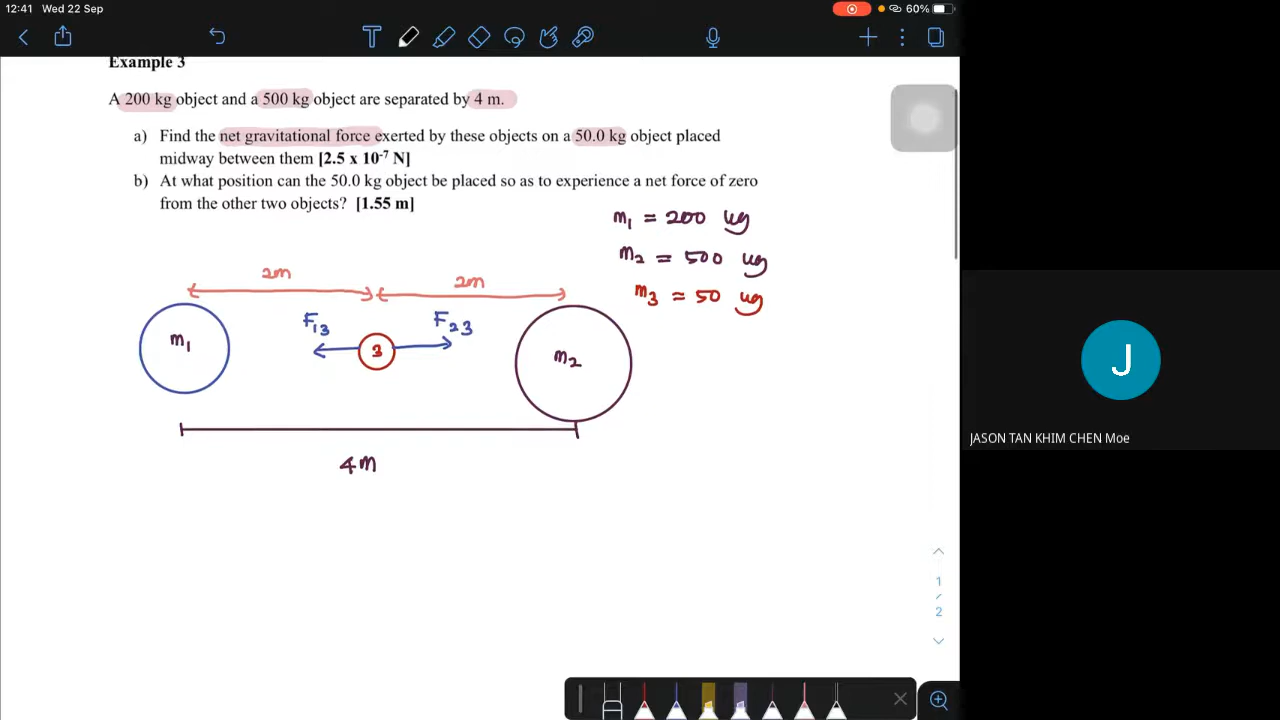 12:41 Wed 22 Sep
60%
T
Example 3
A 200 kg object and a 500 kg object are separated by 4 m.
a) Find the net gravitational force exerted by these objects on a 50.0 kg object placed
midway between them [2.5 x 10⁻⁷ N]
b) At what position can the 50.0 kg object be placed so as to experience a net force of zero
from the other two objects? [1.55 m]
m₁ = 200 kg
m₂ = 500 kg
m₃ = 50 kg
2m
2m
F₁₃
F₂₃
m₁
3
m₂
4m
J
JASON TAN KHIM CHEN Moe
1
/
2